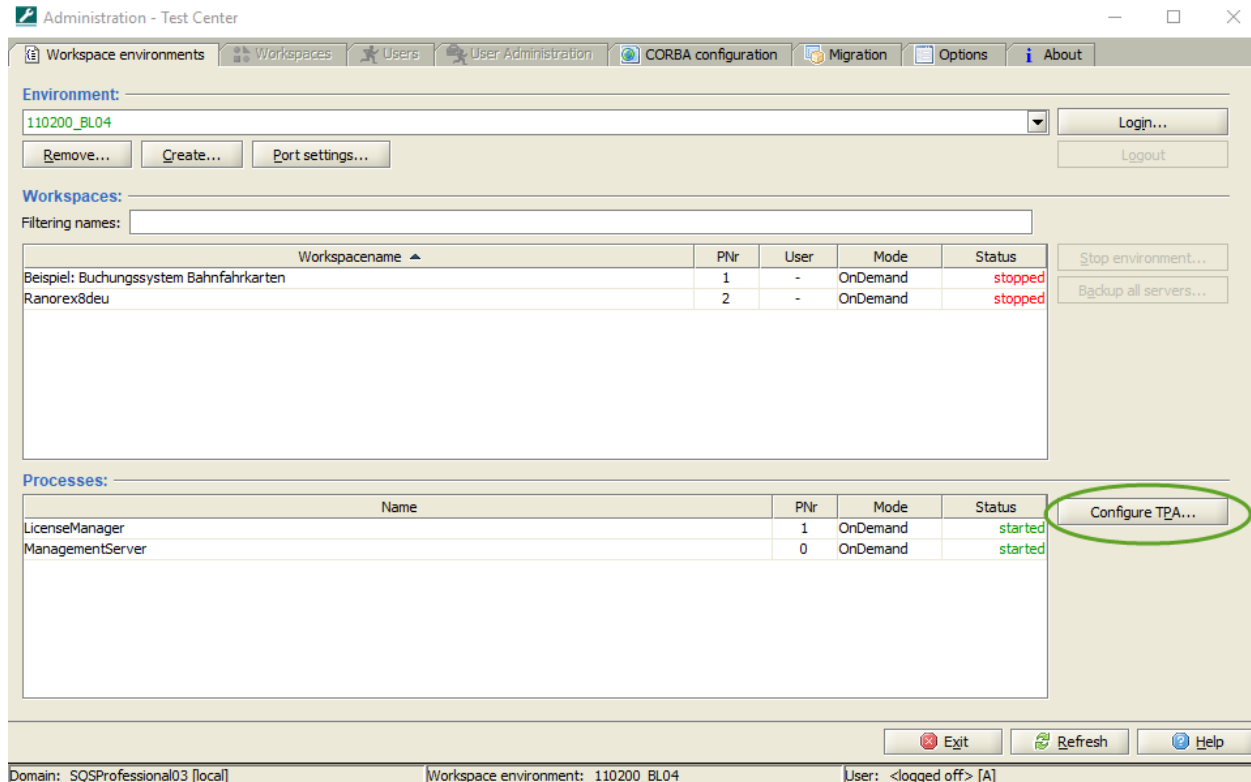 Administration - Test Center
Workspace environments Workspaces Users User Administration CORBA configuration Migration Options i About
Environment:
110200_BL04 Login...
Remove... Create... Port settings... Logout
Workspaces:
Filtering names:
Workspacename PNr User Mode Status Stop environment...
Beispiel: Buchungssystem Bahnfahrkarten 1 - OnDemand stopped
Ranorex8deu 2 - OnDemand stopped Backup all servers...
Processes:
Name PNr Mode Status Configure TPA...
LicenseManager 1 OnDemand started
ManagementServer 0 OnDemand started
Exit Refresh Help
Domain: SQSProfessional03 [local] Workspace environment: 110200_BL04 User: <logged off> [A]